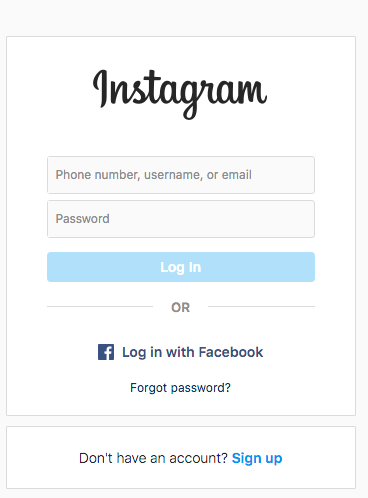 Instagram
Phone number, username, or email
Password
Log In
OR
Log in with Facebook
Forgot password?
Don't have an account? Sign up